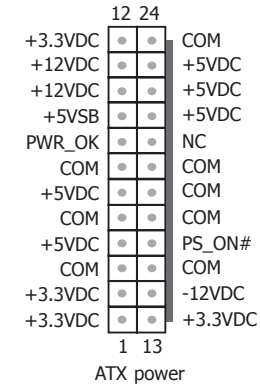 12 24
+3.3VDC COM
+12VDC +5VDC
+12VDC +5VDC
+5VSB +5VDC
PWR_OK NC
COM COM
+5VDC COM
COM COM
+5VDC PS_ON#
COM COM
+3.3VDC -12VDC
+3.3VDC +3.3VDC
1 13
ATX power